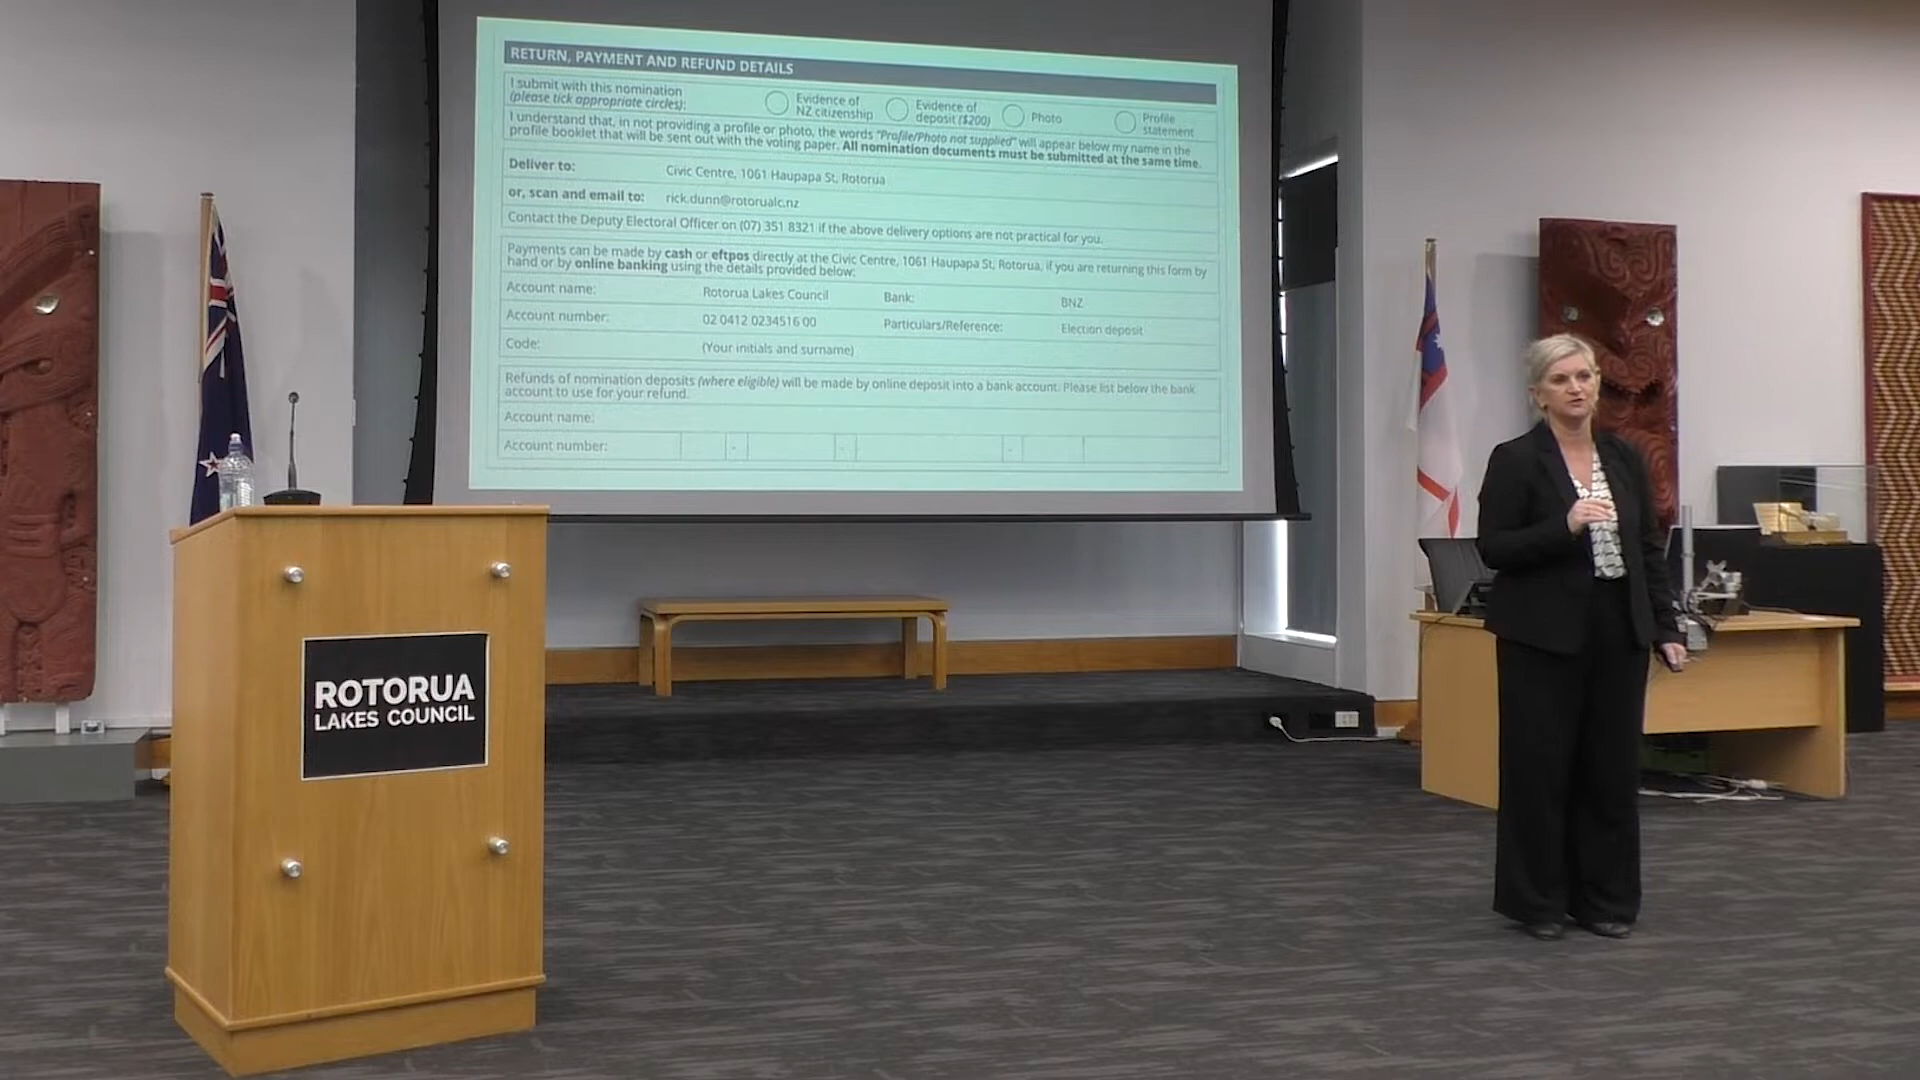 RETURN, PAYMENT AND REFUND DETAILS
I submit with this nomination
(please tick appropriate circles):
Evidence of
NZ citizenship
Evidence of
deposit ($200)
Photo
Profile
statement
I understand that, in not providing a profile or photo, the words "Profile/Photo not supplied" will appear below my name in the
profile booklet that will be sent out with the voting paper. All nomination documents must be submitted at the same time.
Deliver to: Civic Centre, 1061 Haupapa St, Rotorua
or, scan and email to: rick.dunn@rotorualc.nz
Contact the Deputy Electoral Officer on (07) 351 8321 if the above delivery options are not practical for you.
Payments can be made by cash or eftpos directly at the Civic Centre, 1061 Haupapa St, Rotorua, if you are returning this form by
hand or by online banking using the details provided below:
Account name: Rotorua Lakes Council Bank: BNZ
Account number: 02 0412 0234516 00 Particulars/Reference: Election deposit
Code: (Your initials and surname)
Refunds of nomination deposits (where eligible) will be made by online deposit into a bank account. Please list below the bank
account to use for your refund.
Account name:
Account number: - - -
ROTORUA
LAKES COUNCIL